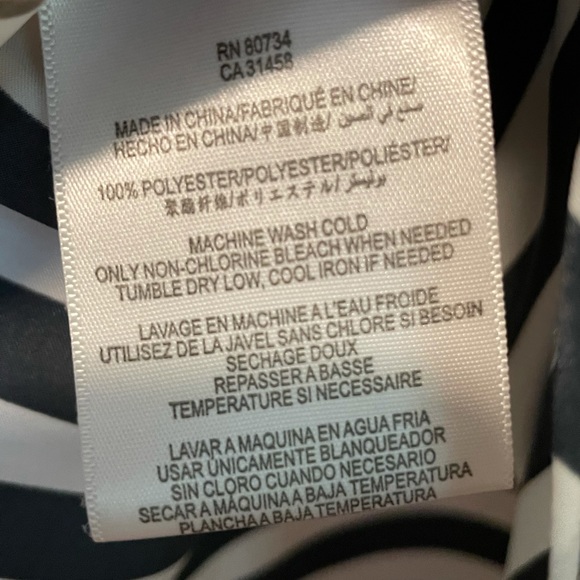 RN 80734
CA 31458
MADE IN CHINA/FABRIQUÉ EN CHINE/
HECHO EN CHINA/中国制造/ صنع في الصين/
100% POLYESTER/POLYESTER/POLIÉSTER/
聚酯纤维/ポリエステル/ بوليستر/
MACHINE WASH COLD
ONLY NON-CHLORINE BLEACH WHEN NEEDED
TUMBLE DRY LOW, COOL IRON IF NEEDED
LAVAGE EN MACHINE A L'EAU FROIDE
UTILISEZ DE LA JAVEL SANS CHLORE SI BESOIN
SECHAGE DOUX
REPASSER A BASSE
TEMPERATURE SI NECESSAIRE
LAVAR A MAQUINA EN AGUA FRIA
USAR ÚNICAMENTE BLANQUEADOR
SIN CLORO CUANDO NECESARIO
SECAR A MÁQUINA A BAJA TEMPERATURA
PLANCHA A BAJA TEMPERATURA